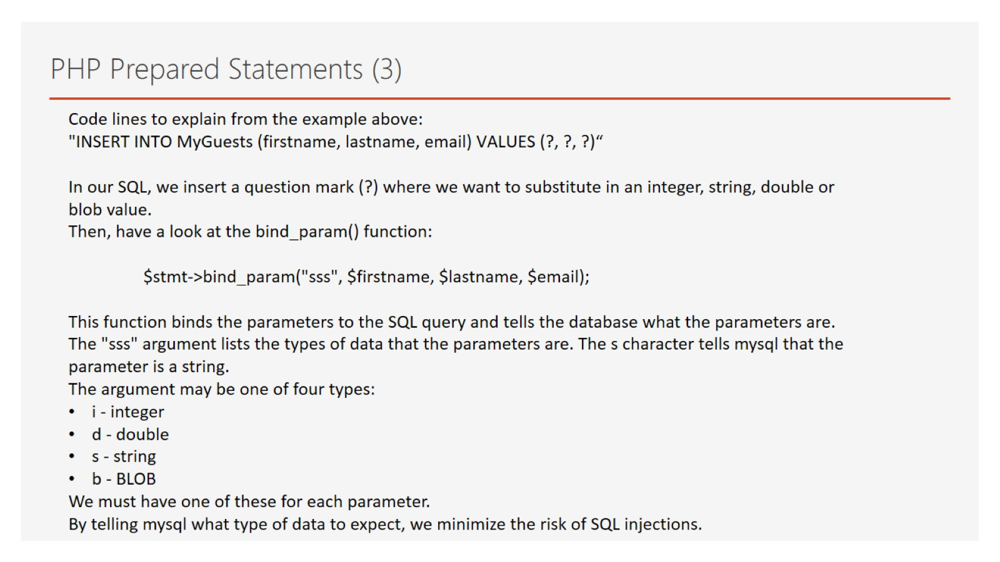 PHP Prepared Statements (3)
Code lines to explain from the example above:
"INSERT INTO MyGuests (firstname, lastname, email) VALUES (?, ?, ?)“
In our SQL, we insert a question mark (?) where we want to substitute in an integer, string, double or
blob value.
Then, have a look at the bind_param() function:
$stmt->bind_param("sss", $firstname, $lastname, $email);
This function binds the parameters to the SQL query and tells the database what the parameters are.
The "sss" argument lists the types of data that the parameters are. The s character tells mysql that the
parameter is a string.
The argument may be one of four types:
• i - integer
• d - double
• s - string
• b - BLOB
We must have one of these for each parameter.
By telling mysql what type of data to expect, we minimize the risk of SQL injections.